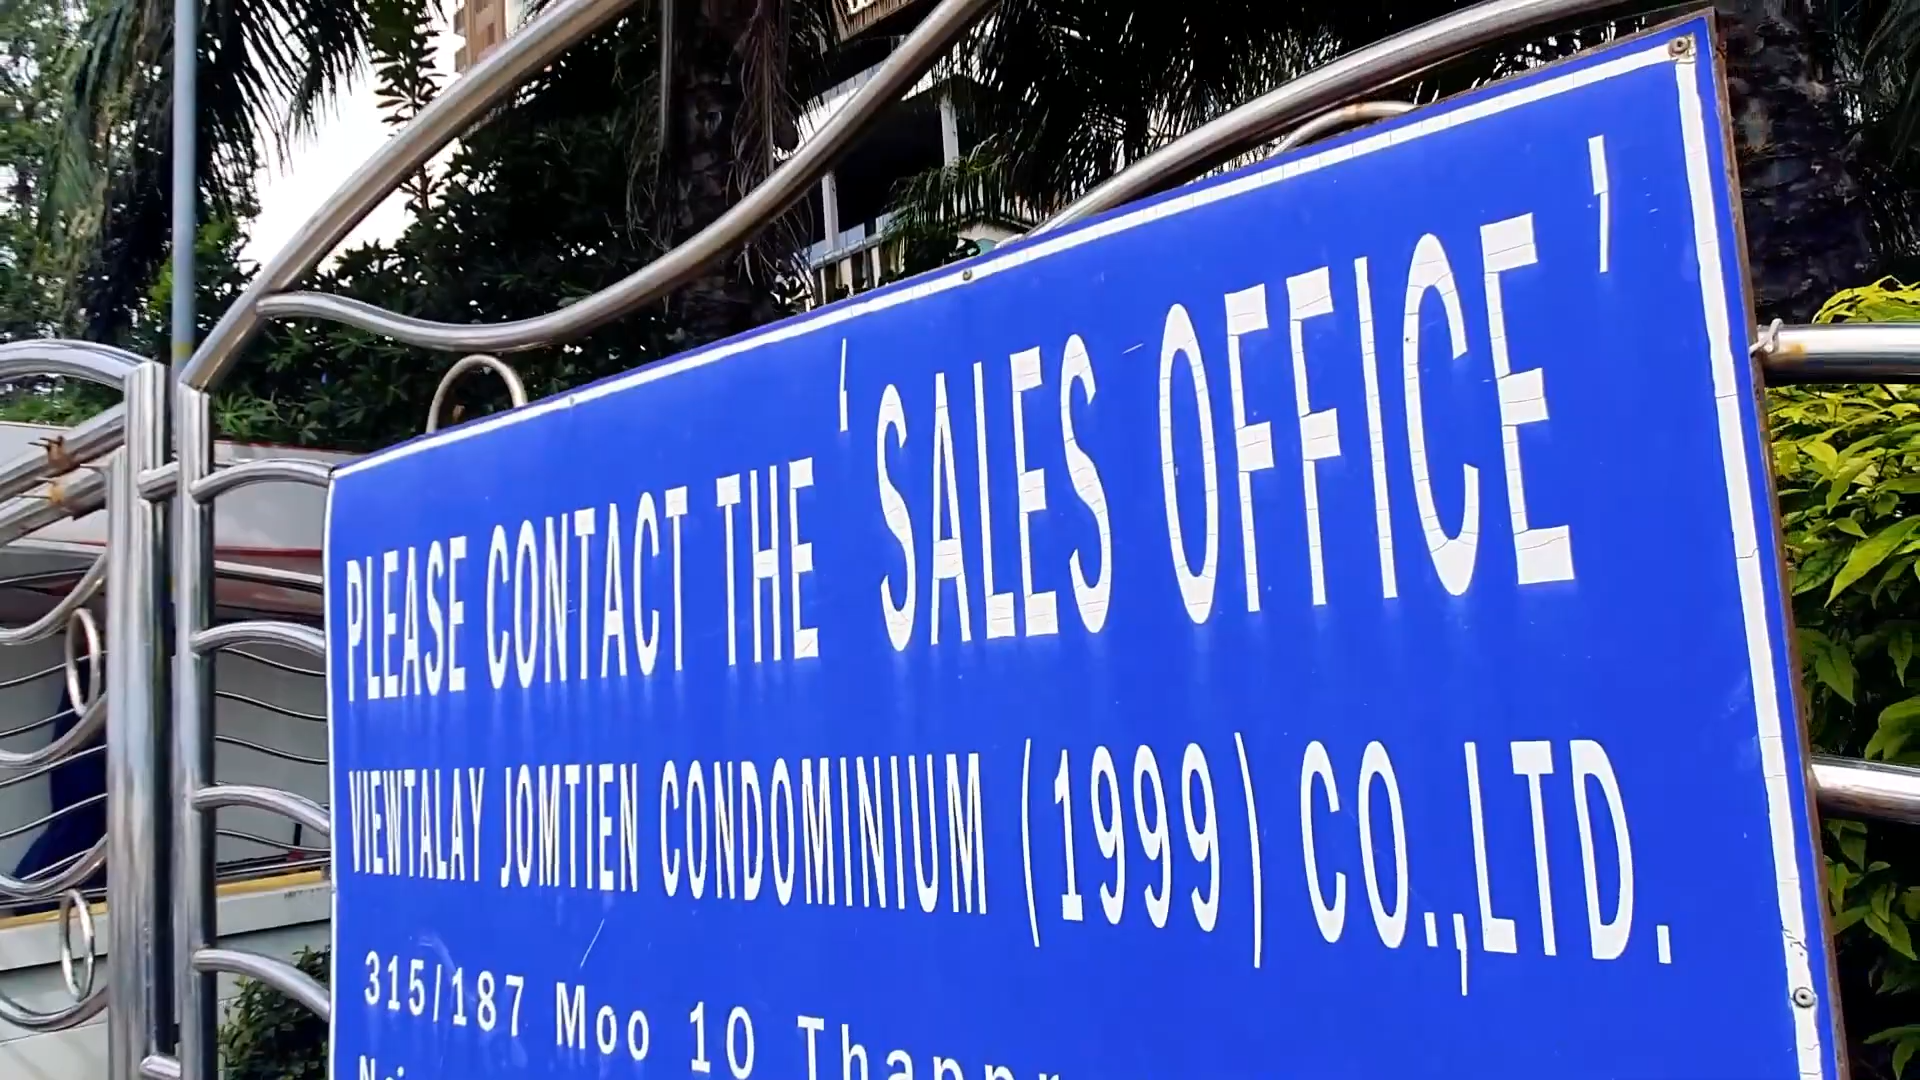 PLEASE CONTACT THE 'SALES OFFICE'
VIEWTALAY JOMTIEN CONDOMINIUM (1999) CO.,LTD.
315/187 Moo 10